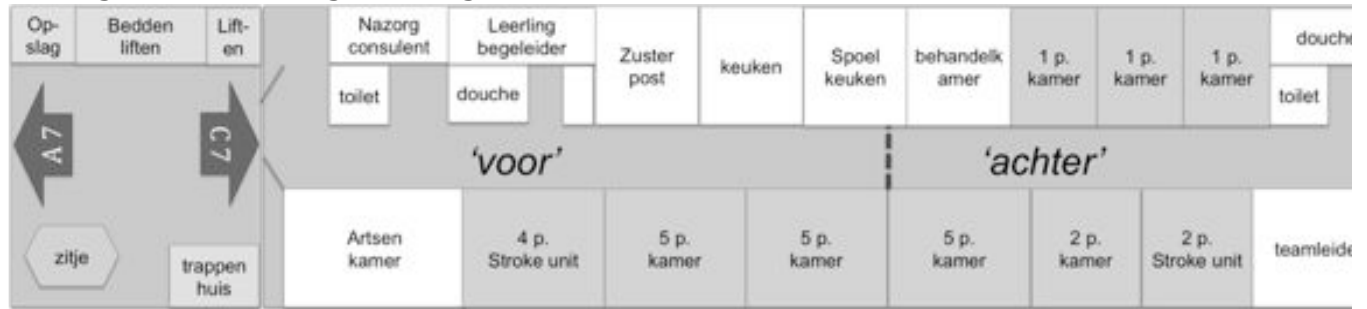 Op-
slag
Bedden
liften
Lift-
en
Nazorg
consulent
Leerling
begeleider
Zuster
post
keuken
Spoel
keuken
behandelk
amer
1 p.
kamer
1 p.
kamer
1 p.
kamer
douche
toilet
douche
toilet
A7
C7
'voor'
'achter'
zitje
trappen
huis
Artsen
kamer
4 p.
Stroke unit
5 p.
kamer
5 p.
kamer
5 p.
kamer
2 p.
kamer
2 p.
Stroke unit
teamleide